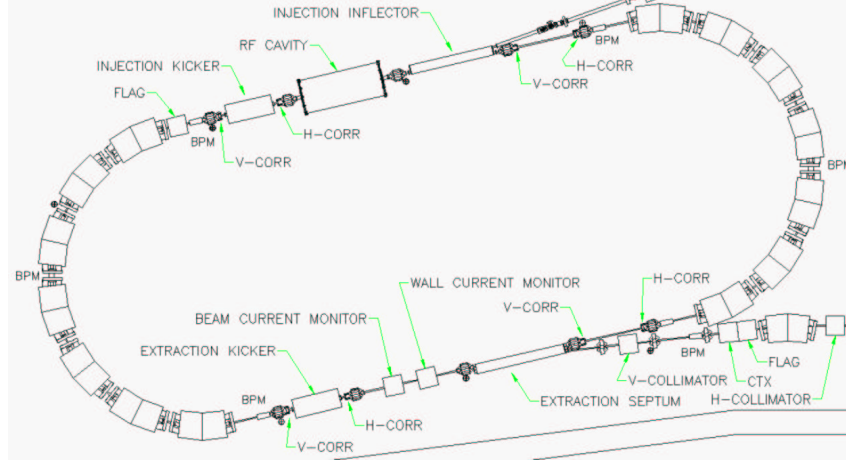 INJECTION INFLECTOR
RF CAVITY
BPM
INJECTION KICKER
H-CORR
FLAG
V-CORR
BPM
H-CORR
V-CORR
BPM
BPM
WALL CURRENT MONITOR
H-CORR
V-CORR
BEAM CURRENT MONITOR
EXTRACTION KICKER
BPM
FLAG
V-COLLIMATOR
CTX
BPM
EXTRACTION SEPTUM
H-COLLIMATOR
H-CORR
V-CORR